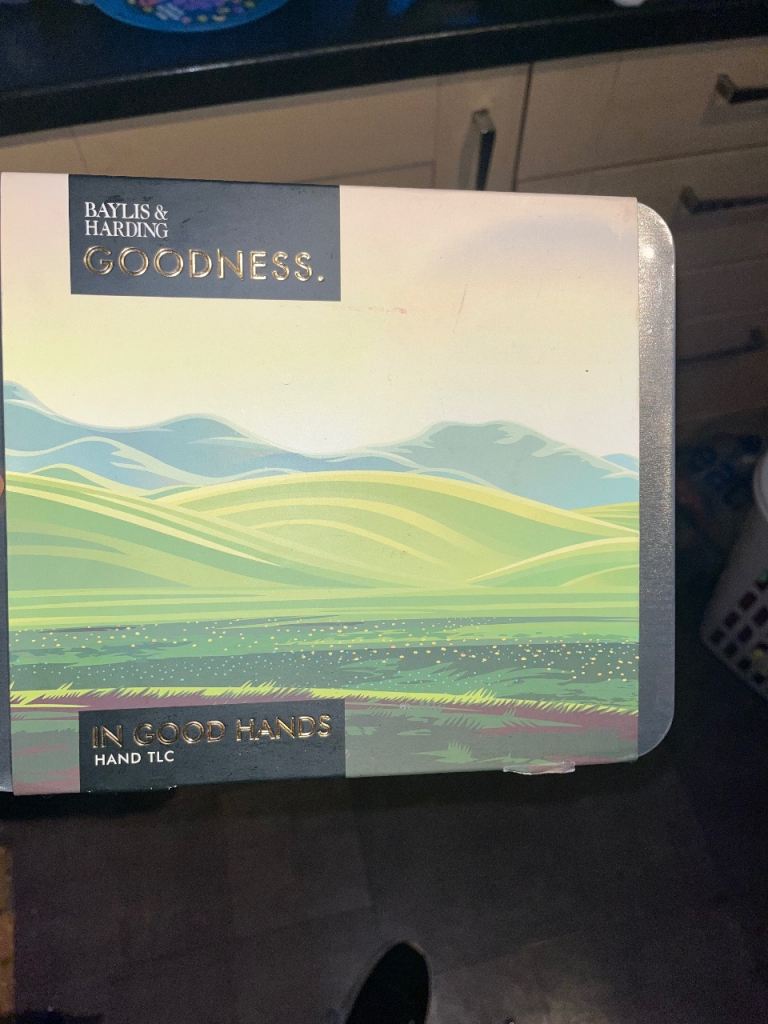 BAYLIS &
HARDING
GOODNESS.
IN GOOD HANDS
HAND TLC